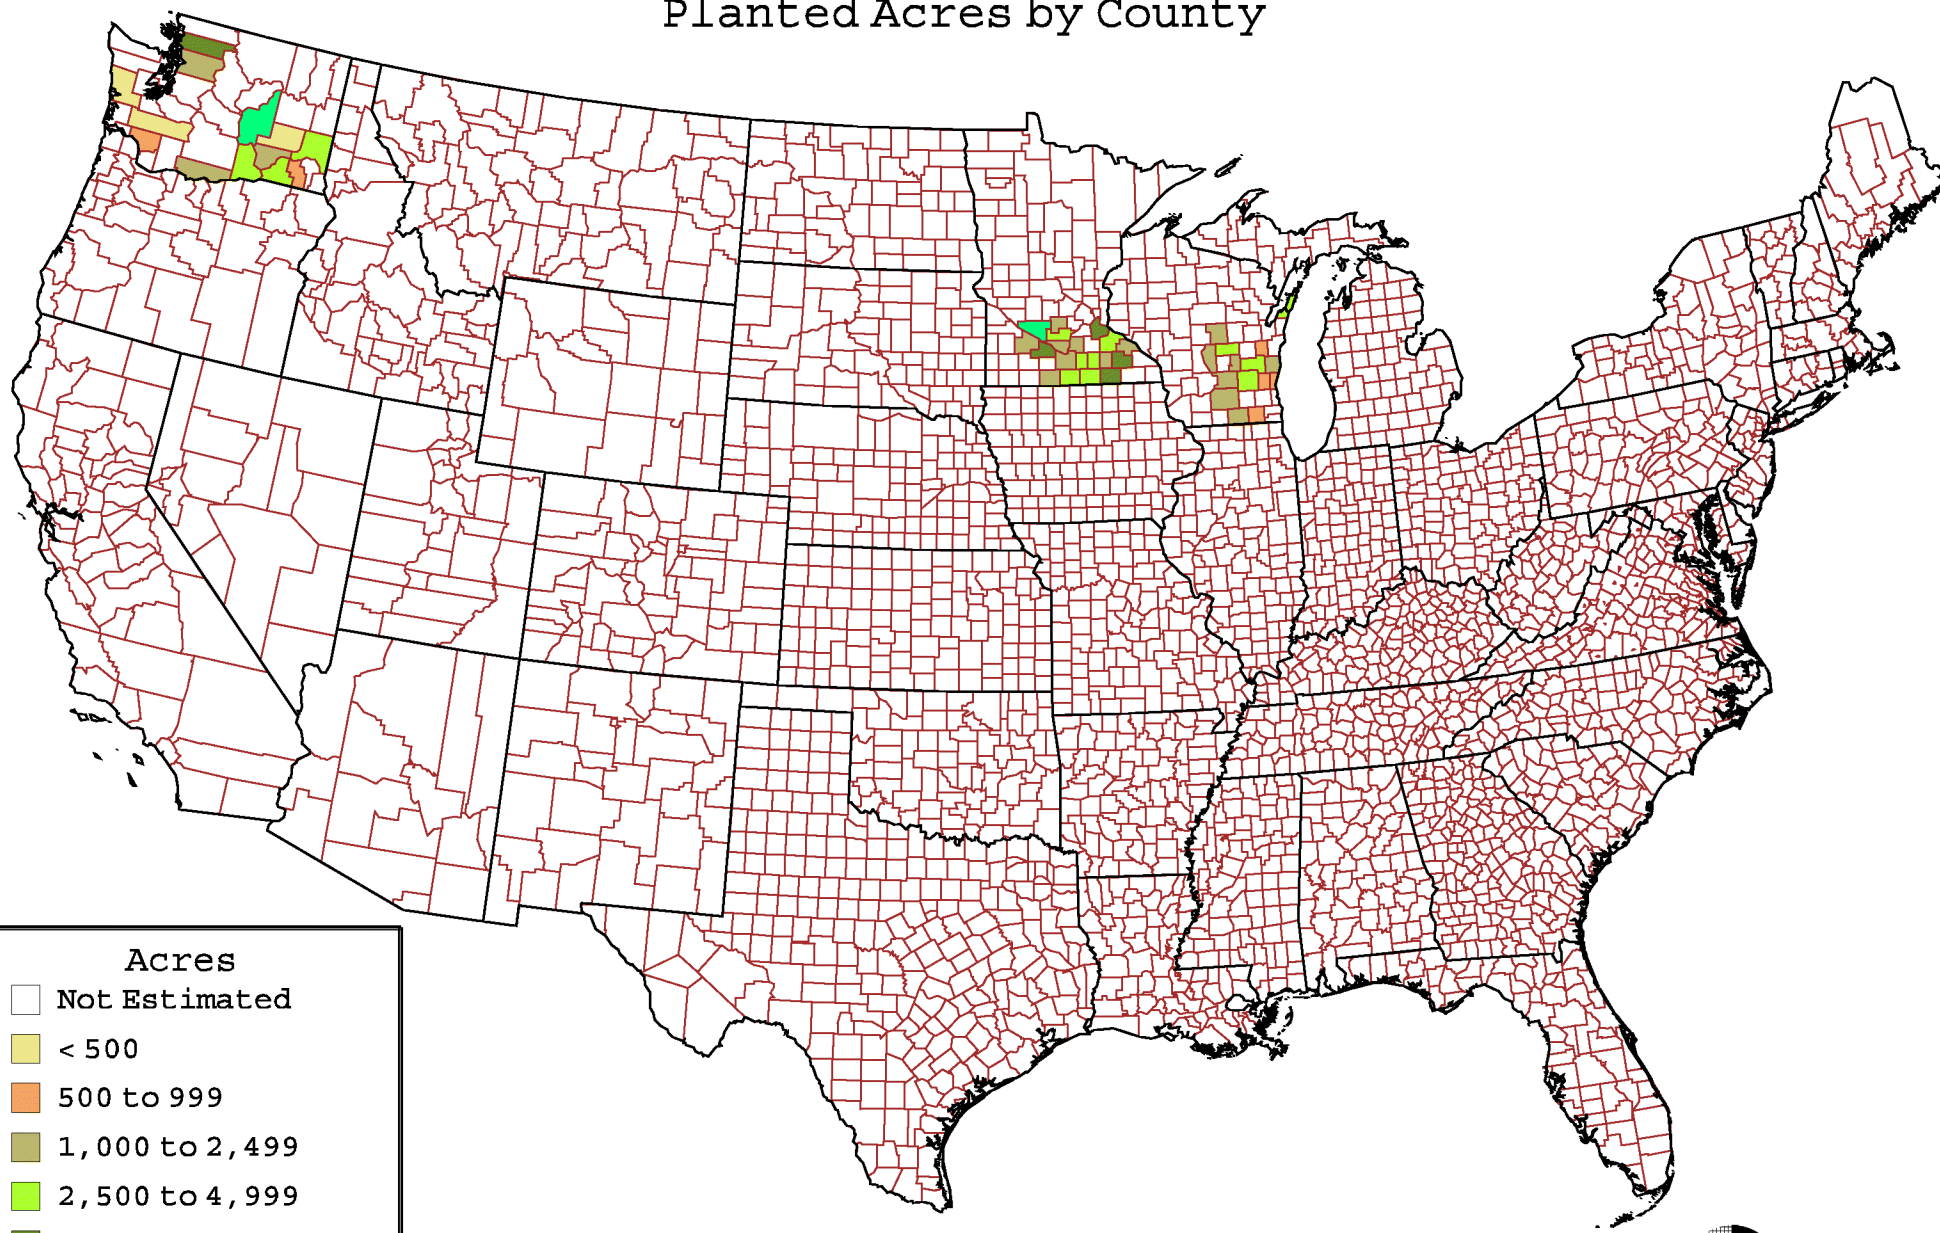 Planted Acres by County
Acres
Not Estimated
< 500
500 to 999
1,000 to 2,499
2,500 to 4,999